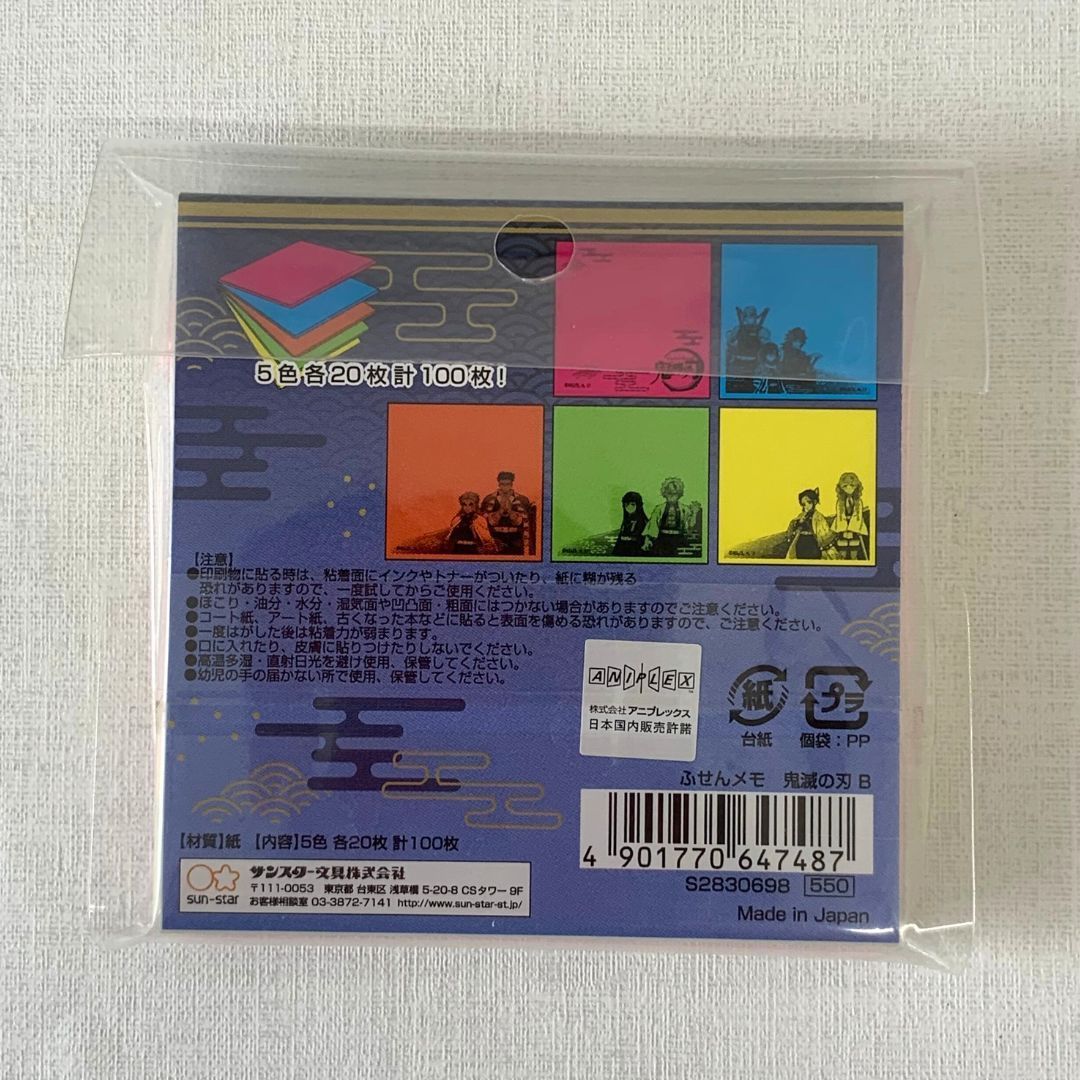 5色各20枚計100枚!
【注意】
●印刷物に貼る時は、粘着面にインクやトナーがついたり、紙に糊が残る
恐れがありますので、一度試してからご使用ください。
●ほこり・油分・水分・湿気面や凹凸面・粗面にはつかない場合がありますのでご注意ください。
●コート紙、アート紙、古くなった本などに貼ると表面を傷める恐れがありますので、ご注意ください。
●一度はがした後は粘着力が弱まります。
●口に入れたり、皮膚に貼りつけたりしないでください。
●高温多湿・直射日光を避け使用、保管してください。
●幼児の手の届かない所で使用、保管してください。
ANIPLEX
株式会社 アニプレックス
日本国内販売許諾
紙
台紙
プラ
個袋：PP
ふせんメモ 鬼滅の刃 B
4 901770 647487
S2830698 550
Made in Japan
【材質】紙 【内容】5色 各20枚 計100枚
sun-star
サンスター文具株式会社
〒111-0053 東京都 台東区 浅草橋 5-20-8 CSタワー 9F
お客様相談室 03-3872-7141 http://www.sun-star-st.jp/